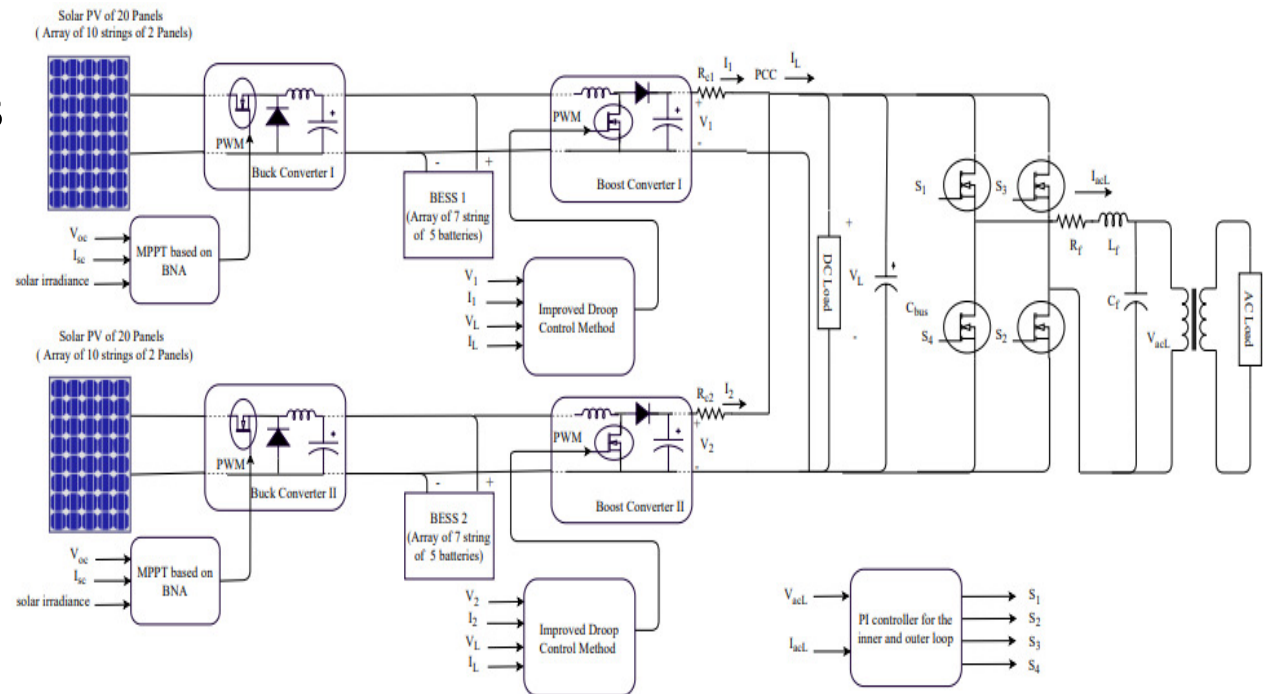 Solar PV of 20 Panels
( Array of 10 strings of 2 Panels)
PWM
Buck Converter I
MPPT based on
BNA
Voc
Isc
solar irradiance
- +
BESS 1
(Array of 7 string
of 5 batteries)
PWM
Boost Converter I
V1
I1
VL
IL
Improved Droop
Control Method
Rc1
I1
PCC
IL
+
V1
-
DC Load
+
VL
-
Cbus
S1
S3
S4
S2
IacL
Rf
Lf
Cf
VacL
AC Load
Solar PV of 20 Panels
( Array of 10 strings of 2 Panels)
PWM
Buck Converter II
MPPT based on
BNA
Voc
Isc
solar irradiance
- +
BESS 2
(Array of 7 string
of 5 batteries)
PWM
Boost Converter II
V2
I2
VL
IL
Improved Droop
Control Method
Rc2
I2
+
V2
-
VacL
IacL
PI controller for the
inner and outer loop
S1
S2
S3
S4